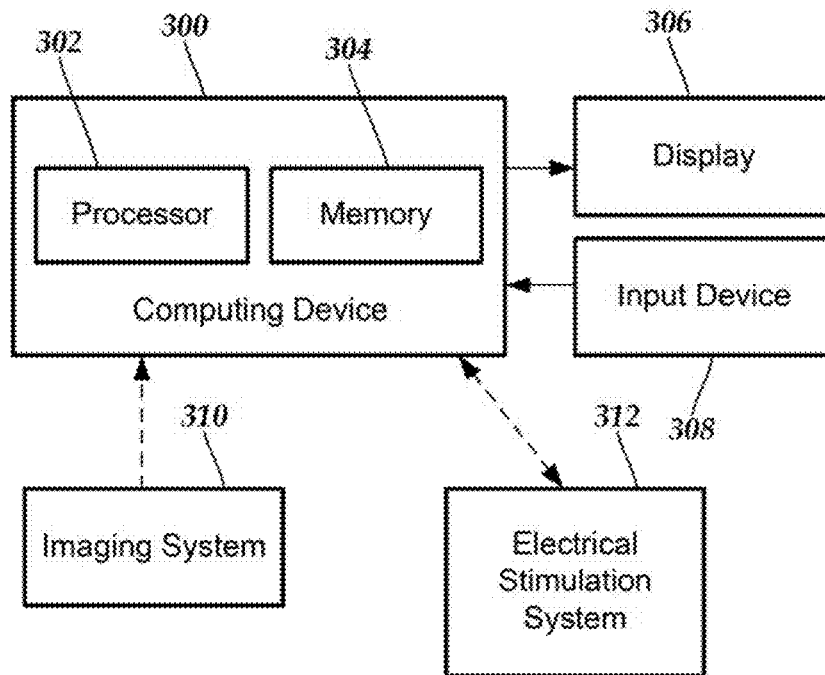 302
300
304
306
Processor
Memory
Computing Device
Display
Input Device
308
310
Imaging System
312
Electrical
Stimulation
System